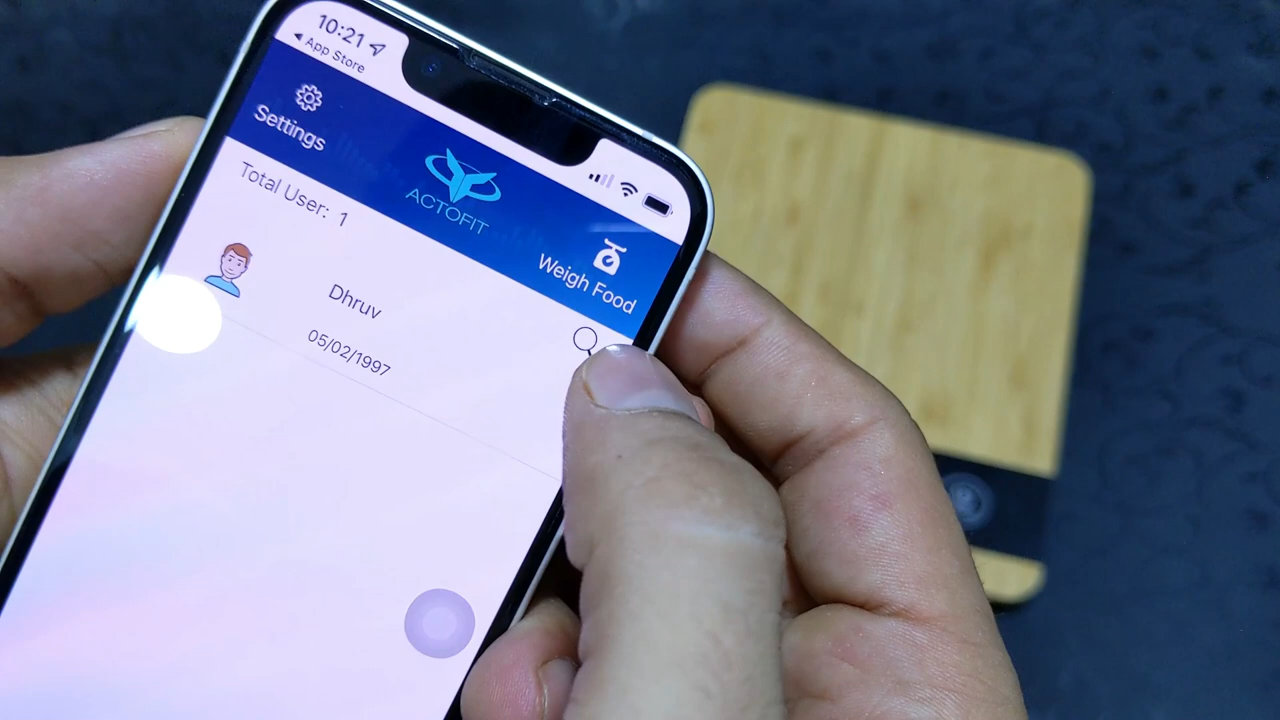 10:21
App Store
Settings
ACTOFIT
Weigh Food
Total User: 1
Dhruv
05/02/1997